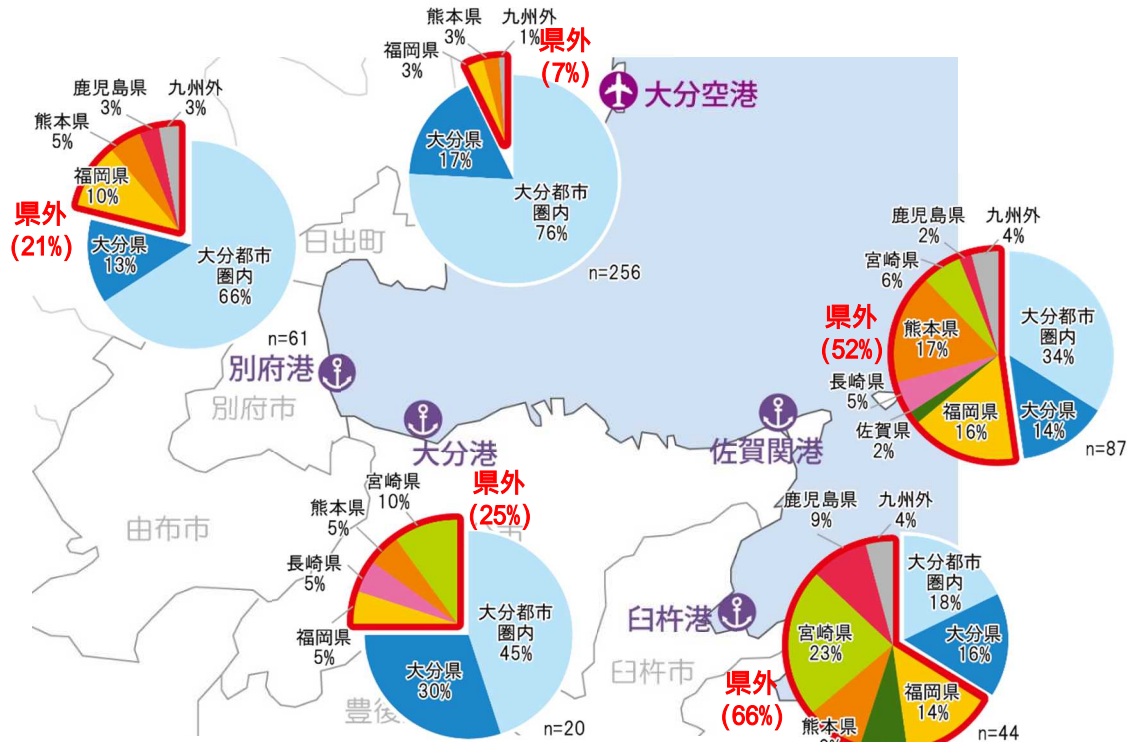 熊本県
3%
九州外
1%
福岡県
3%
県外
(7%)
大分県
17%
大分都市
圏内
76%
n=256
大分空港
鹿児島県
3%
九州外
3%
熊本県
5%
福岡県
10%
県外
(21%)
大分県
13%
大分都市
圏内
66%
n=61
日出町
別府港
別府市
大分港
佐賀関港
鹿児島県
2%
九州外
4%
宮崎県
6%
県外
(52%)
熊本県
17%
長崎県
5%
佐賀県
2%
福岡県
16%
大分都市
圏内
34%
大分県
14%
n=87
由布市
宮崎県
10%
県外
(25%)
市
熊本県
5%
長崎県
5%
福岡県
5%
大分都市
圏内
45%
大分県
30%
n=20
豊後
臼杵港
臼杵市
鹿児島県
9%
九州外
4%
大分都市
圏内
18%
大分県
16%
宮崎県
23%
県外
(66%)
福岡県
14%
熊本県
n=44